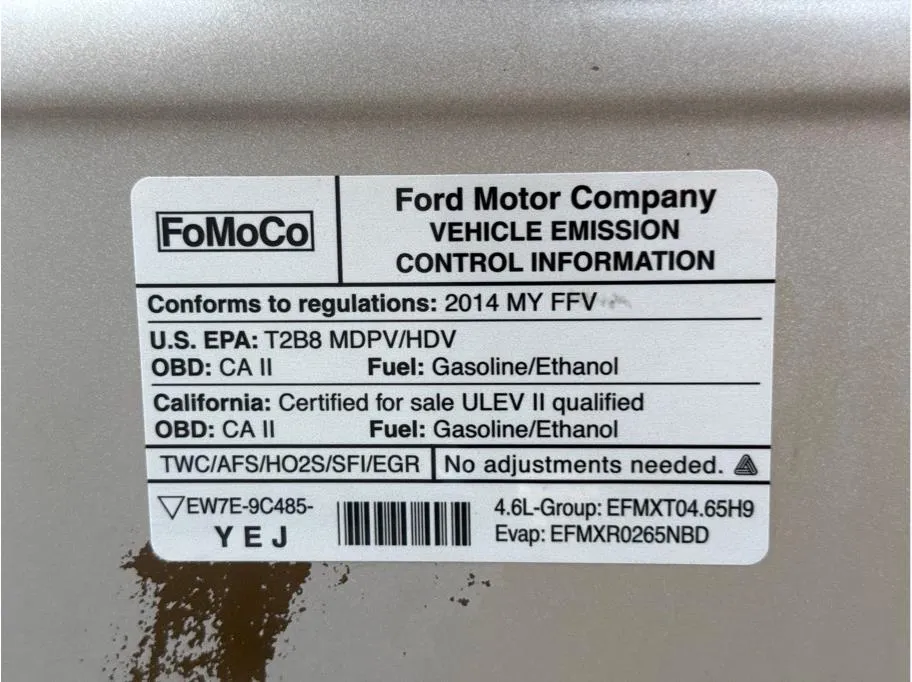 FoMoCo
Ford Motor Company
VEHICLE EMISSION
CONTROL INFORMATION
Conforms to regulations: 2014 MY FFV
U.S. EPA: T2B8 MDPV/HDV
OBD: CA II Fuel: Gasoline/Ethanol
California: Certified for sale ULEV II qualified
OBD: CA II Fuel: Gasoline/Ethanol
TWC/AFS/HO2S/SFI/EGR No adjustments needed.
EW7E-9C485-
YEJ
4.6L-Group: EFMXT04.65H9
Evap: EFMXR0265NBD